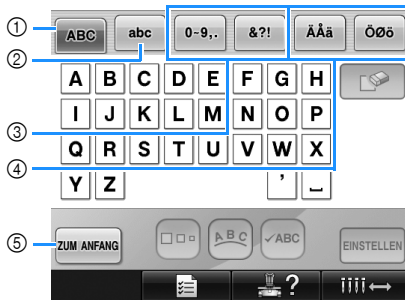 ① ABC abc 0~9,. &?! ÄÅä ÖØö
②
A B C D E F G H
I J K L M N O P
③
Q R S T U V W X
④
Y Z ' ⎵
⑤ ZUM ANFANG ABC ✓ABC EINSTELLEN
?